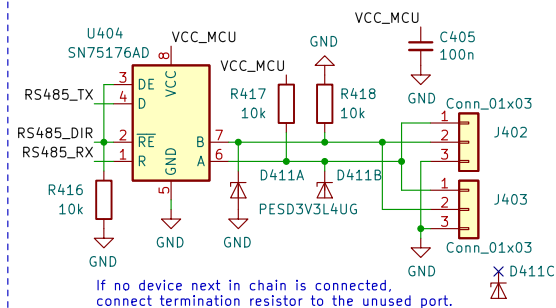 VCC_MCU
U404
SN75176AD
VCC_MCU
GND
C405
100n
VCC_MCU
8
VCC
GND
RS485_TX
3
DE
4
D
R417
10k
R418
10k
Conn_01x03
1
2
3
J402
RS485_DIR
2
RE
B
7
RS485_RX
1
R
A
6
GND
5
R416
10k
D411A
D411B
PESD3V3L4UG
1
2
3
J403
GND
GND
GND
GND
Conn_01x03
D411C
If no device next in chain is connected,
connect termination resistor to the unused port.